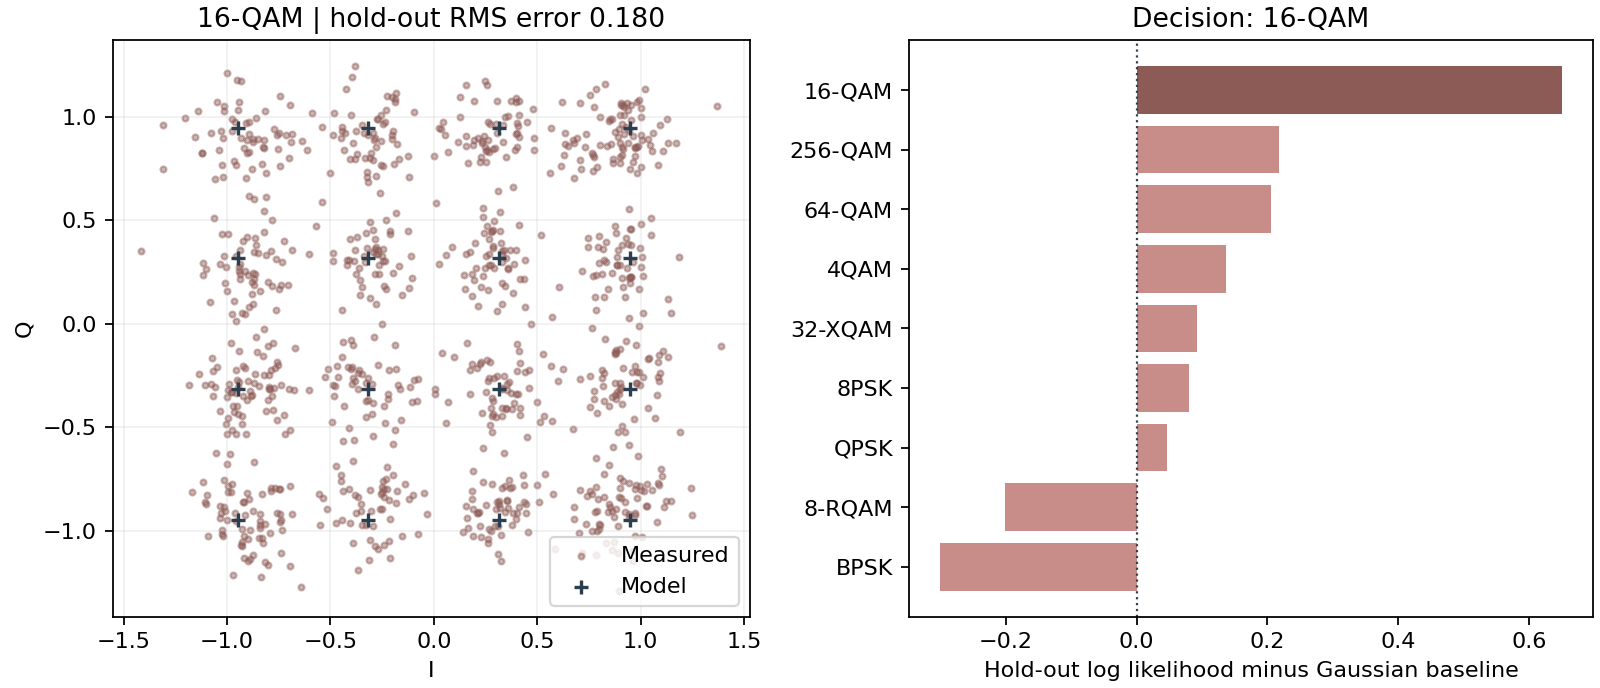 16-QAM | hold-out RMS error 0.180
1.0
0.5
0.0
−0.5
−1.0
Q
−1.5
−1.0
−0.5
0.0
0.5
1.0
1.5
I
Measured
Model
Decision: 16-QAM
16-QAM
256-QAM
64-QAM
4QAM
32-XQAM
8PSK
QPSK
8-RQAM
BPSK
−0.2
0.0
0.2
0.4
0.6
Hold-out log likelihood minus Gaussian baseline